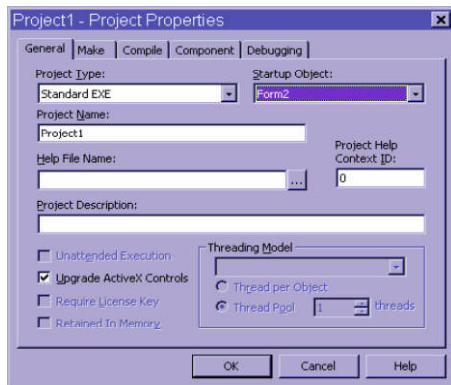 Project1 - Project Properties
General Make Compile Component Debugging
Project Type: Startup Object:
Standard EXE Form2
Project Name:
Project1
Help File Name: Project Help Context ID:
... 0
Project Description:
Unattended Execution Threading Model
Upgrade ActiveX Controls
Require License Key Thread per Object
Retained In Memory Thread Pool 1 threads
OK Cancel Help